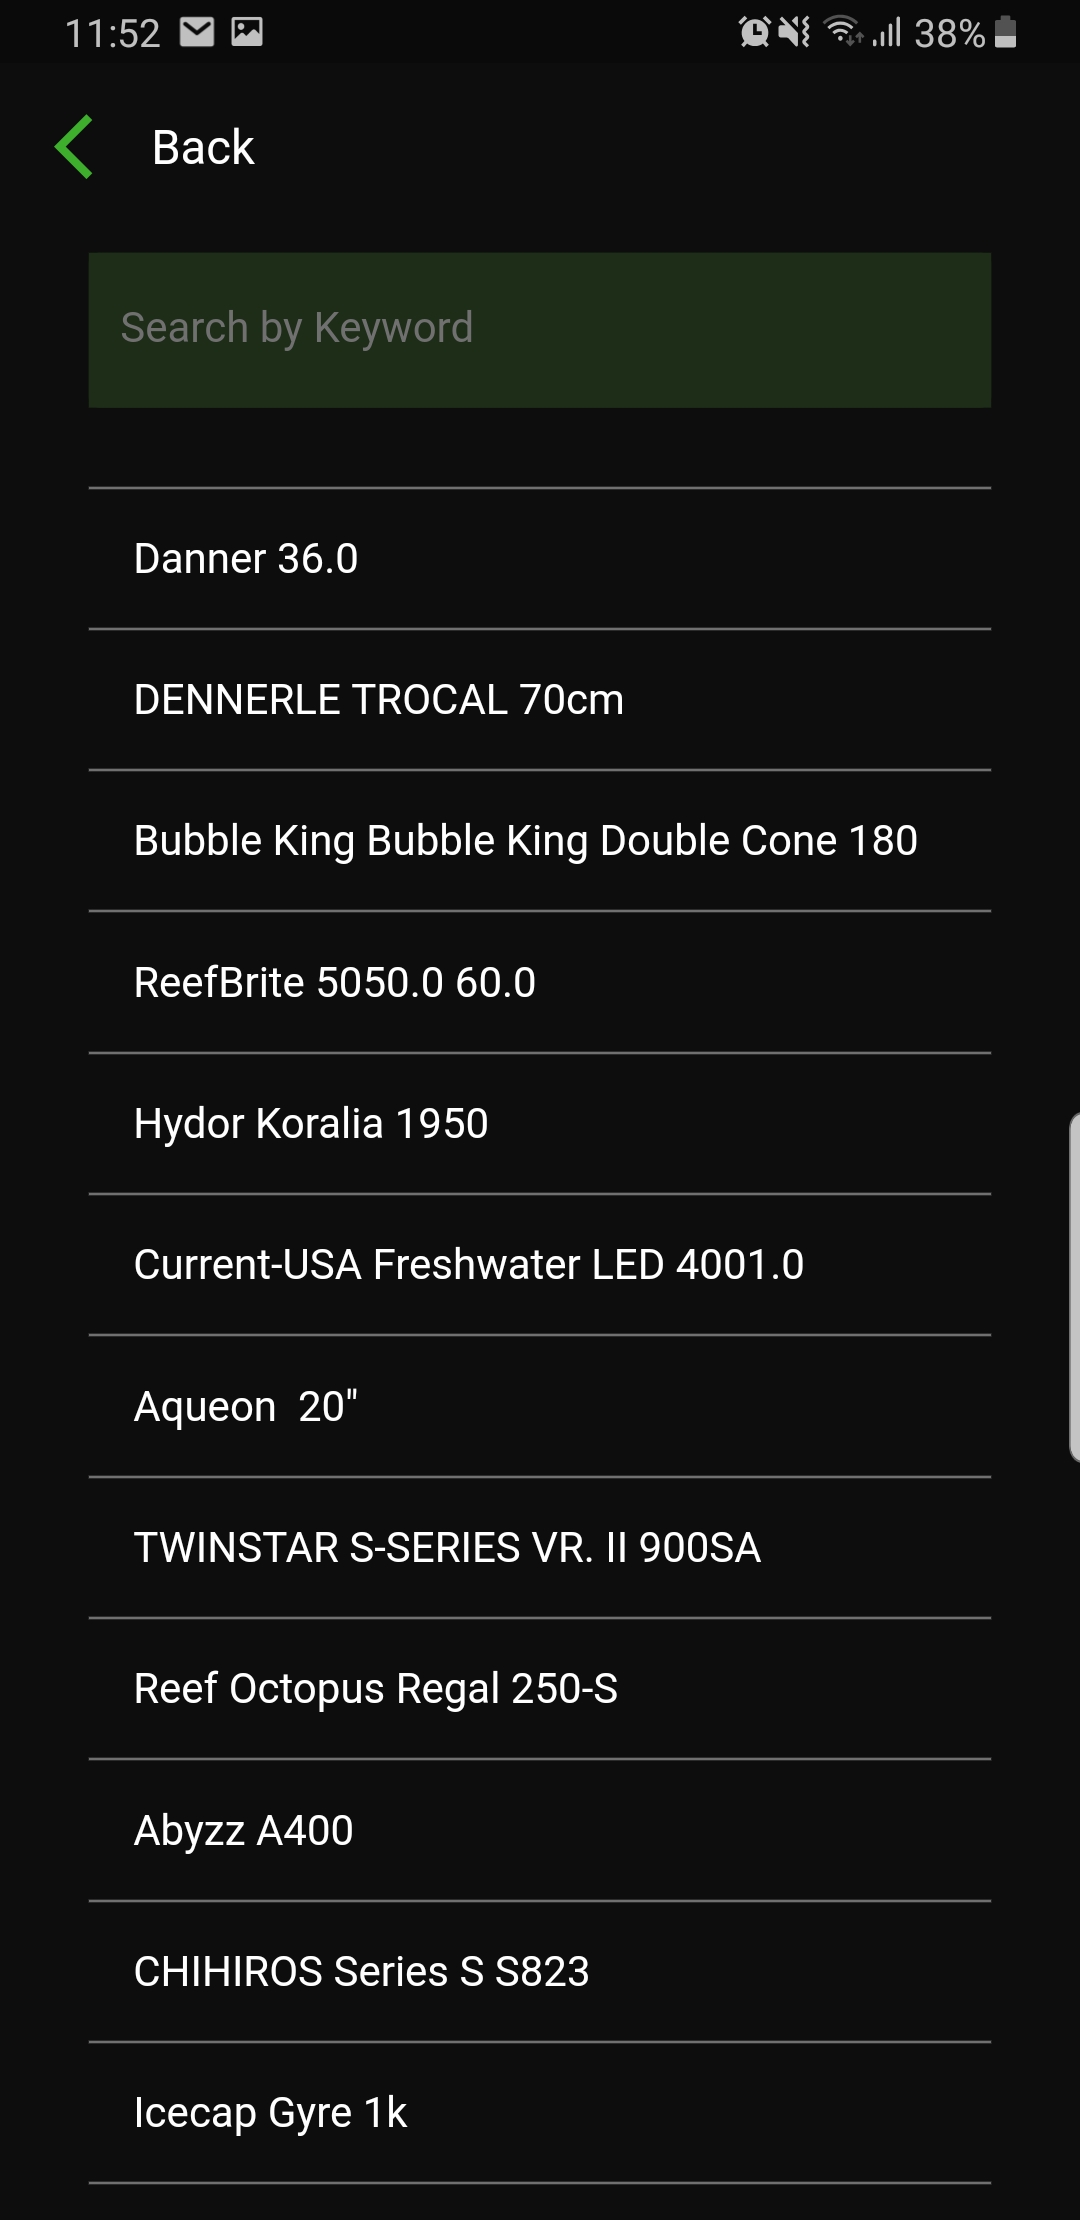 11:52
38%
Back
Search by Keyword
Danner 36.0
DENNERLE TROCAL 70cm
Bubble King Bubble King Double Cone 180
ReefBrite 5050.0 60.0
Hydor Koralia 1950
Current-USA Freshwater LED 4001.0
Aqueon  20"
TWINSTAR S-SERIES VR. II 900SA
Reef Octopus Regal 250-S
Abyzz A400
CHIHIROS Series S S823
Icecap Gyre 1k